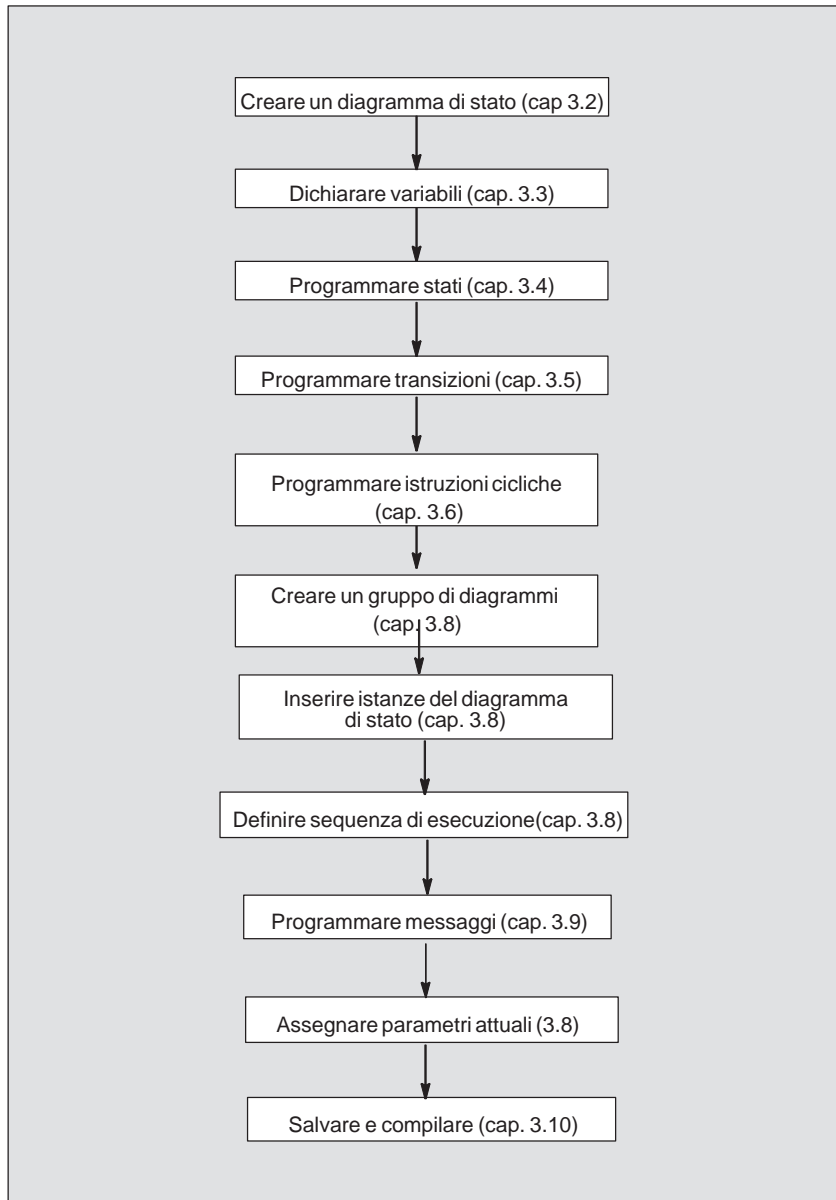 Creare un diagramma di stato (cap 3.2)
Dichiarare variabili (cap. 3.3)
Programmare stati (cap. 3.4)
Programmare transizioni (cap. 3.5)
Programmare istruzioni cicliche
(cap. 3.6)
Creare un gruppo di diagrammi
(cap. 3.8)
Inserire istanze del diagramma
di stato (cap. 3.8)
Definire sequenza di esecuzione(cap. 3.8)
Programmare messaggi (cap. 3.9)
Assegnare parametri attuali (3.8)
Salvare e compilare (cap. 3.10)